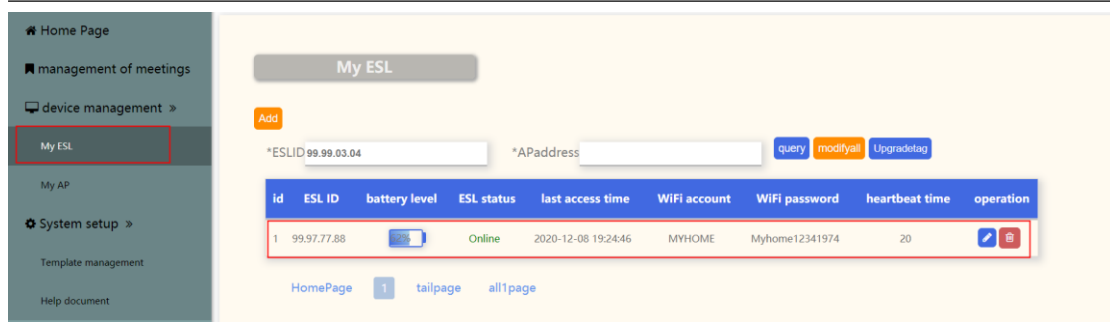 Home Page
management of meetings
device management »
My ESL
My AP
System setup »
Template management
Help document
My ESL
Add
*ESLID 99.99.03.04 *APaddress query modifyall Upgradetag
id ESL ID battery level ESL status last access time WiFi account WiFi password heartbeat time operation
1 99.97.77.88 Online 2020-12-08 19:24:46 MYHOME Myhome12341974 20
HomePage 1 tailpage all1page